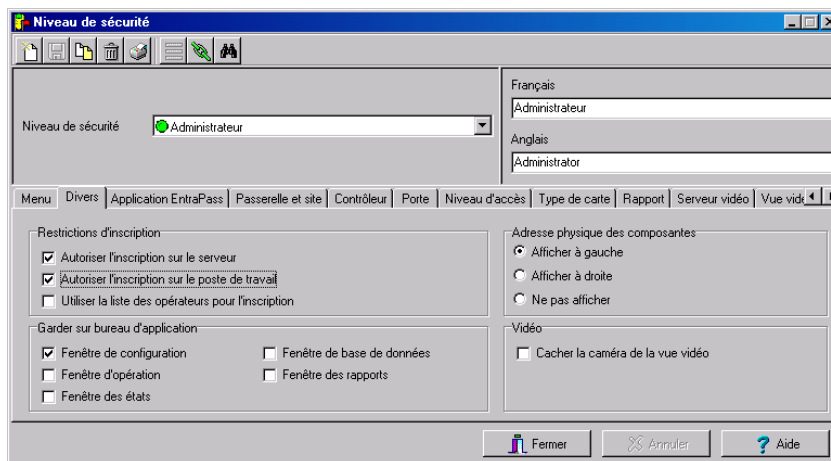 Niveau de sécurité
Français
Administrateur
Niveau de sécurité
Administrateur
Anglais
Administrator
Menu Divers Application EntraPass Passerelle et site Contrôleur Porte Niveau d'accès Type de carte Rapport Serveur vidéo Vue
Restrictions d'inscription
Autoriser l'inscription sur le serveur
Autoriser l'inscription sur le poste de travail
Utiliser la liste des opérateurs pour l'inscription
Adresse physique des composantes
Afficher à gauche
Afficher à droite
Ne pas afficher
Garder sur bureau d'application
Fenêtre de configuration
Fenêtre d'opération
Fenêtre des états
Fenêtre de base de données
Fenêtre des rapports
Vidéo
Cacher la caméra de la vue vidéo
Fermer Annuler Aide